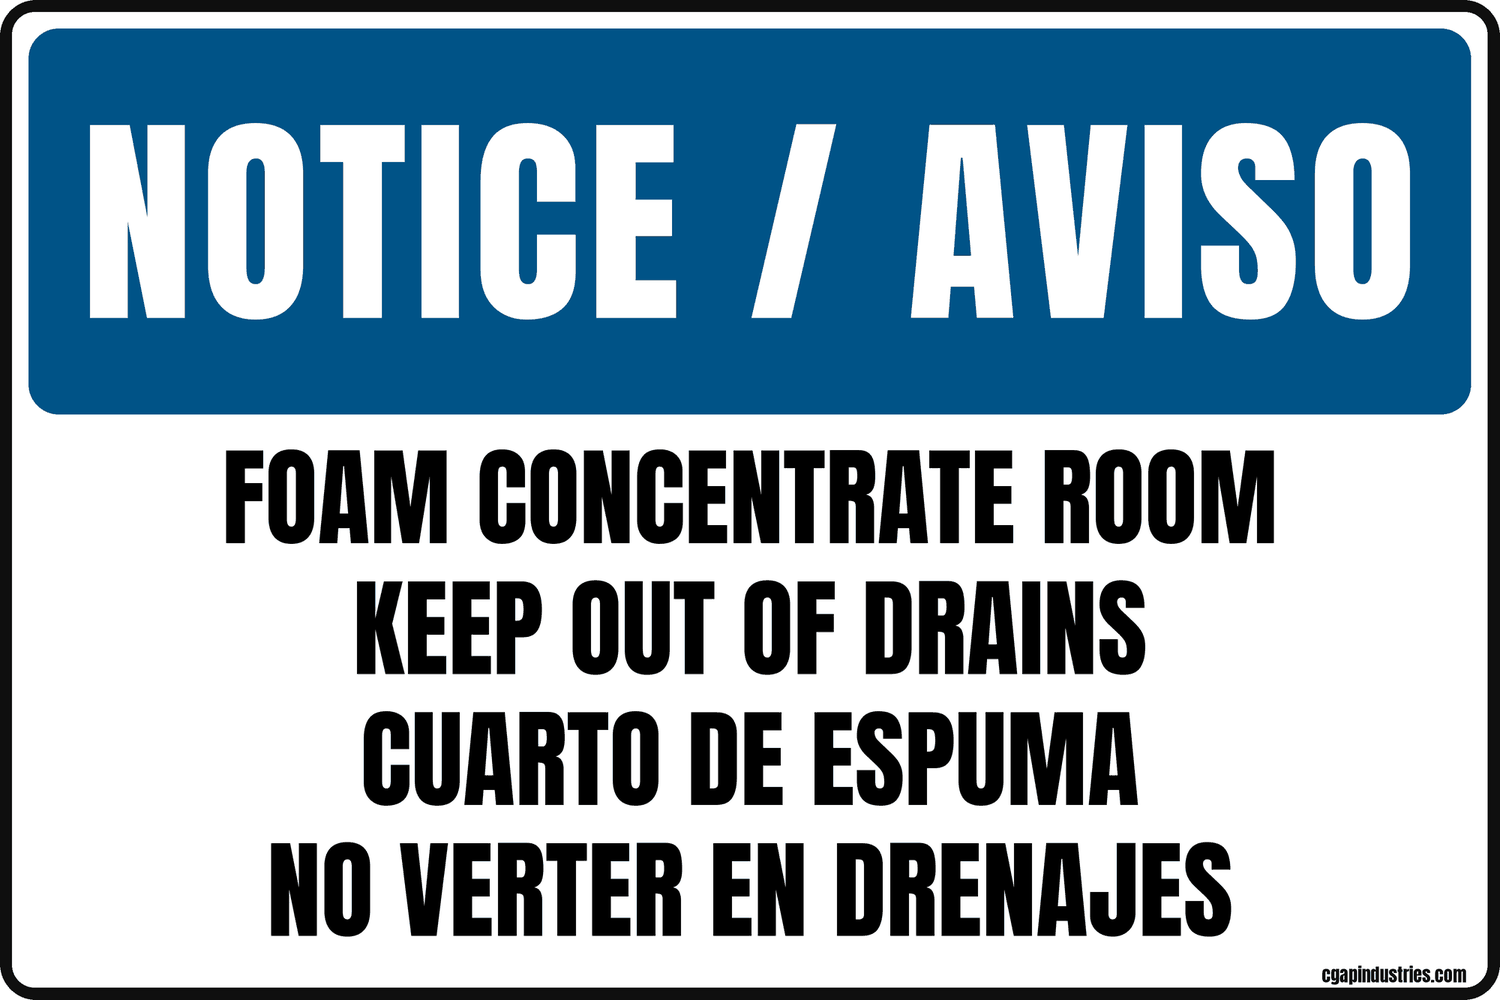 NOTICE / AVISO
FOAM CONCENTRATE ROOM
KEEP OUT OF DRAINS
CUARTO DE ESPUMA
NO VERTER EN DRENAJES
cgapindustries.com